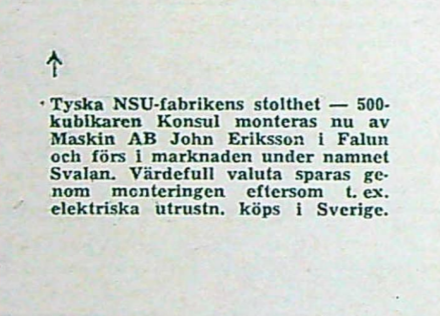 Tyska NSU-fabrikens stolthet — 500-
kubikaren Konsul monteras nu av
Maskin AB John Eriksson i Falun
och förs i marknaden under namnet
Svalan. Värdefull valuta sparas ge-
nom monteringen eftersom t. ex.
elektriska utrustn. köps i Sverige.